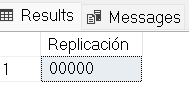 Results Messages
Replicación
1 00000